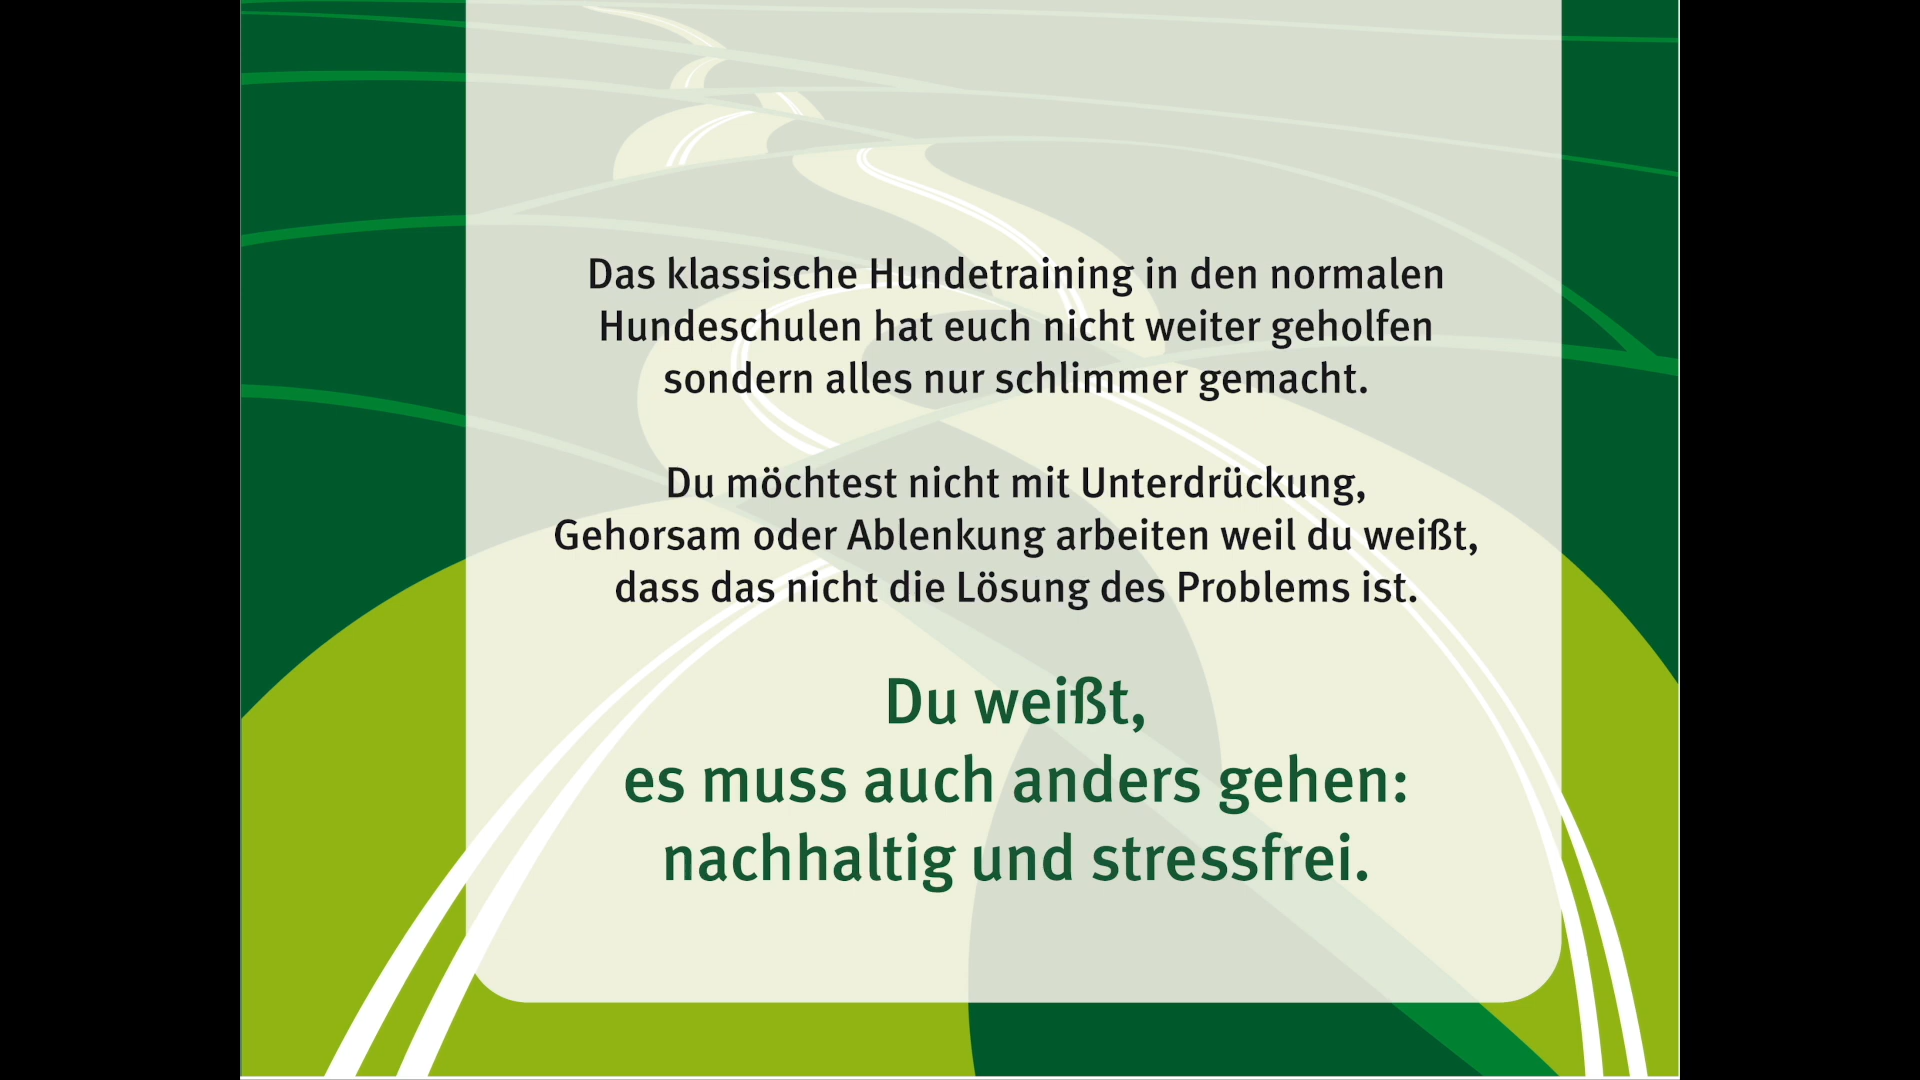 Das klassische Hundetraining in den normalen
Hundeschulen hat euch nicht weiter geholfen
sondern alles nur schlimmer gemacht.
Du möchtest nicht mit Unterdrückung,
Gehorsam oder Ablenkung arbeiten weil du weißt,
dass das nicht die Lösung des Problems ist.
Du weißt,
es muss auch anders gehen:
nachhaltig und stressfrei.